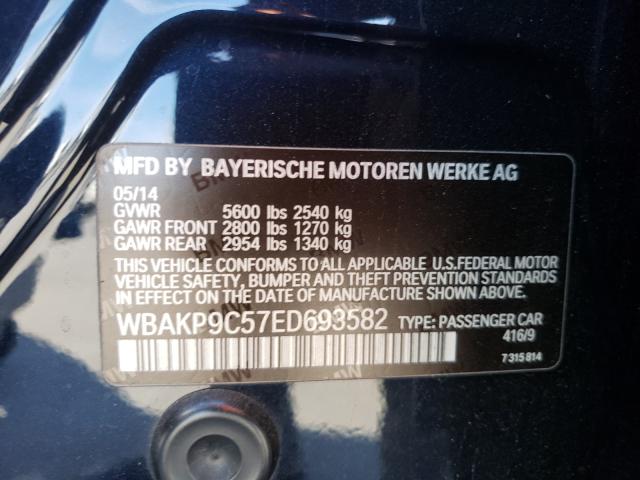 MFD BY BAYERISCHE MOTOREN WERKE AG
05/14
GVWR 5600 lbs 2540 kg
GAWR FRONT 2800 lbs 1270 kg
GAWR REAR 2954 lbs 1340 kg
THIS VEHICLE CONFORMS TO ALL APPLICABLE U.S.FEDERAL MOTOR
VEHICLE SAFETY, BUMPER AND THEFT PREVENTION STANDARDS
IN EFFECT ON THE DATE OF MANUFACTURE SHOWN ABOVE.
WBAKP9C57ED693582 TYPE: PASSENGER CAR
416/9
7315814